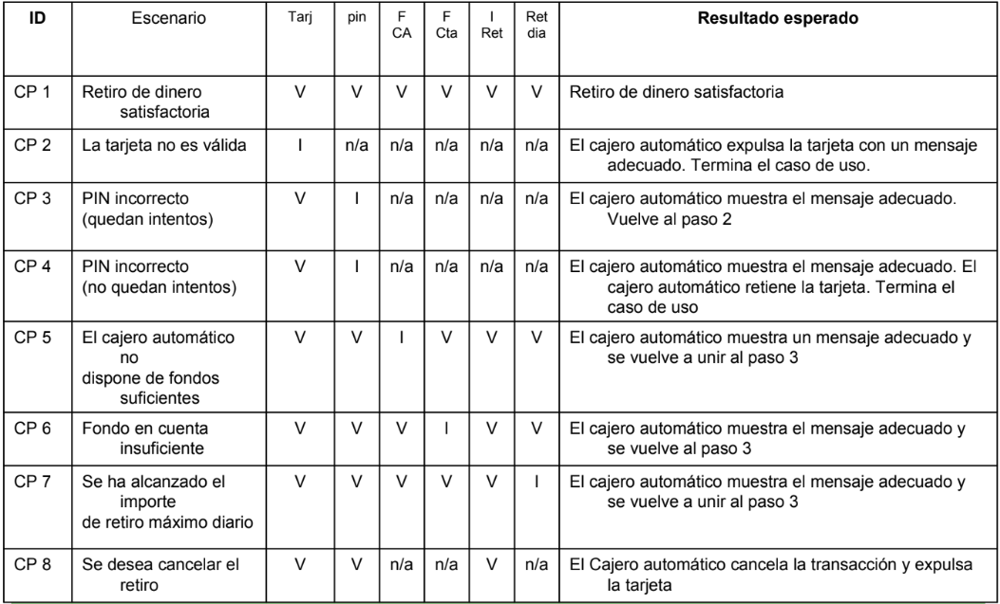 ID Escenario Tarj pin F CA F Cta I Ret Ret dia Resultado esperado
CP 1 Retiro de dinero V V V V V V Retiro de dinero satisfactoria
satisfactoria
CP 2 La tarjeta no es válida I n/a n/a n/a n/a n/a El cajero automático expulsa la tarjeta con un mensaje
adecuado. Termina el caso de uso.
CP 3 PIN incorrecto V I n/a n/a n/a n/a El cajero automático muestra el mensaje adecuado.
(quedan intentos) Vuelve al paso 2
CP 4 PIN incorrecto V I n/a n/a n/a n/a El cajero automático muestra el mensaje adecuado. El
(no quedan intentos) cajero automático retiene la tarjeta. Termina el
caso de uso
CP 5 El cajero automático V V I V V V El cajero automático muestra un mensaje adecuado y
no se vuelve a unir al paso 3
dispone de fondos
suficientes
CP 6 Fondo en cuenta V V V I V V El cajero automático muestra el mensaje adecuado y
insuficiente se vuelve al paso 3
CP 7 Se ha alcanzado el V V V V V I El cajero automático muestra el mensaje adecuado y
importe se vuelve a unir al paso 3
de retiro máximo diario
CP 8 Se desea cancelar el V V n/a n/a V n/a El Cajero automático cancela la transacción y expulsa
retiro la tarjeta